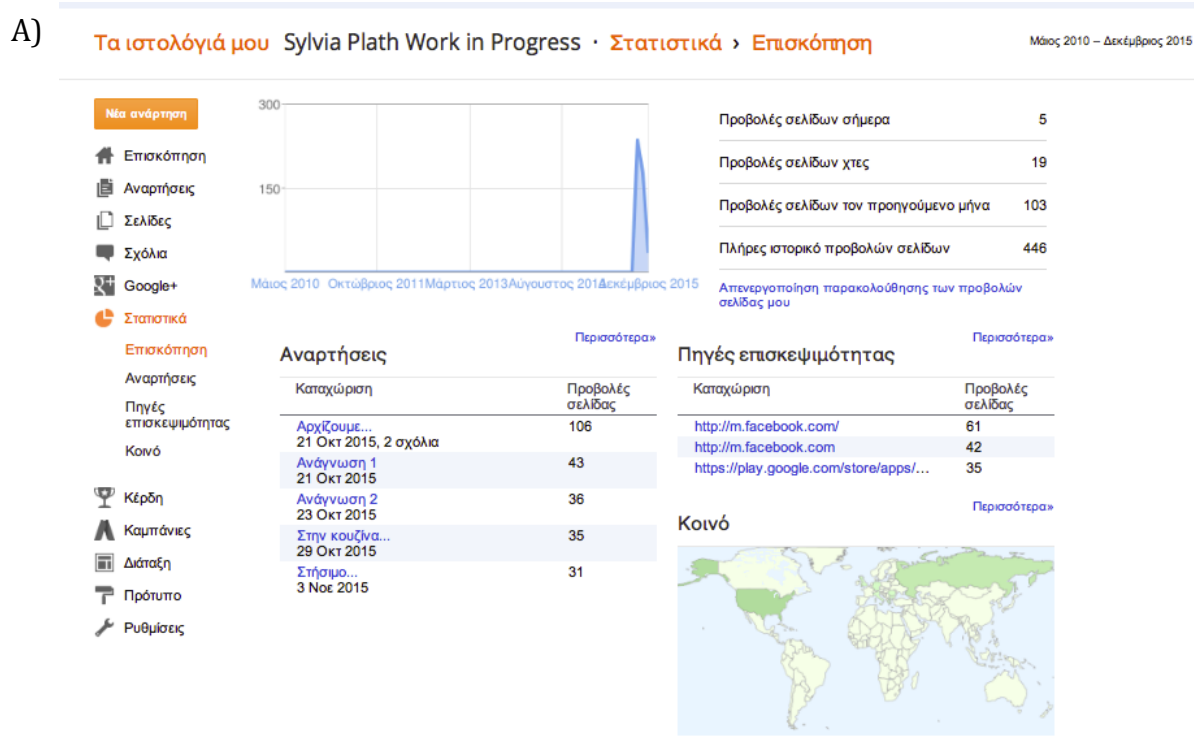 A)
Τα ιστολόγιά μου Sylvia Plath Work in Progress · Στατιστικά › Επισκόπηση
Μάιος 2010 – Δεκέμβριος 2015
Νέα ανάρτηση
Επισκόπηση
Αναρτήσεις
Σελίδες
Σχόλια
Google+
Στατιστικά
Επισκόπηση
Αναρτήσεις
Πηγές
επισκεψιμότητας
Κοινό
Κέρδη
Καμπάνιες
Διάταξη
Πρότυπο
Ρυθμίσεις
300
150
Μάιος 2010 Οκτώβριος 2011 Μάρτιος 2013 Αύγουστος 2014 Δεκέμβριος 2015
Προβολές σελίδων σήμερα 5
Προβολές σελίδων χτες 19
Προβολές σελίδων τον προηγούμενο μήνα 103
Πλήρες ιστορικό προβολών σελίδων 446
Απενεργοποίηση παρακολούθησης των προβολών
σελίδας μου
Περισσότερα»
Αναρτήσεις
Καταχώριση Προβολές
σελίδας
Αρχίζουμε... 106
21 Οκτ 2015, 2 σχόλια
Ανάγνωση 1 43
21 Οκτ 2015
Ανάγνωση 2 36
23 Οκτ 2015
Στην κουζίνα... 35
29 Οκτ 2015
Στήσιμο... 31
3 Νοε 2015
Περισσότερα»
Πηγές επισκεψιμότητας
Καταχώριση Προβολές
σελίδας
http://m.facebook.com/ 61
http://m.facebook.com 42
https://play.google.com/store/apps/... 35
Περισσότερα»
Κοινό